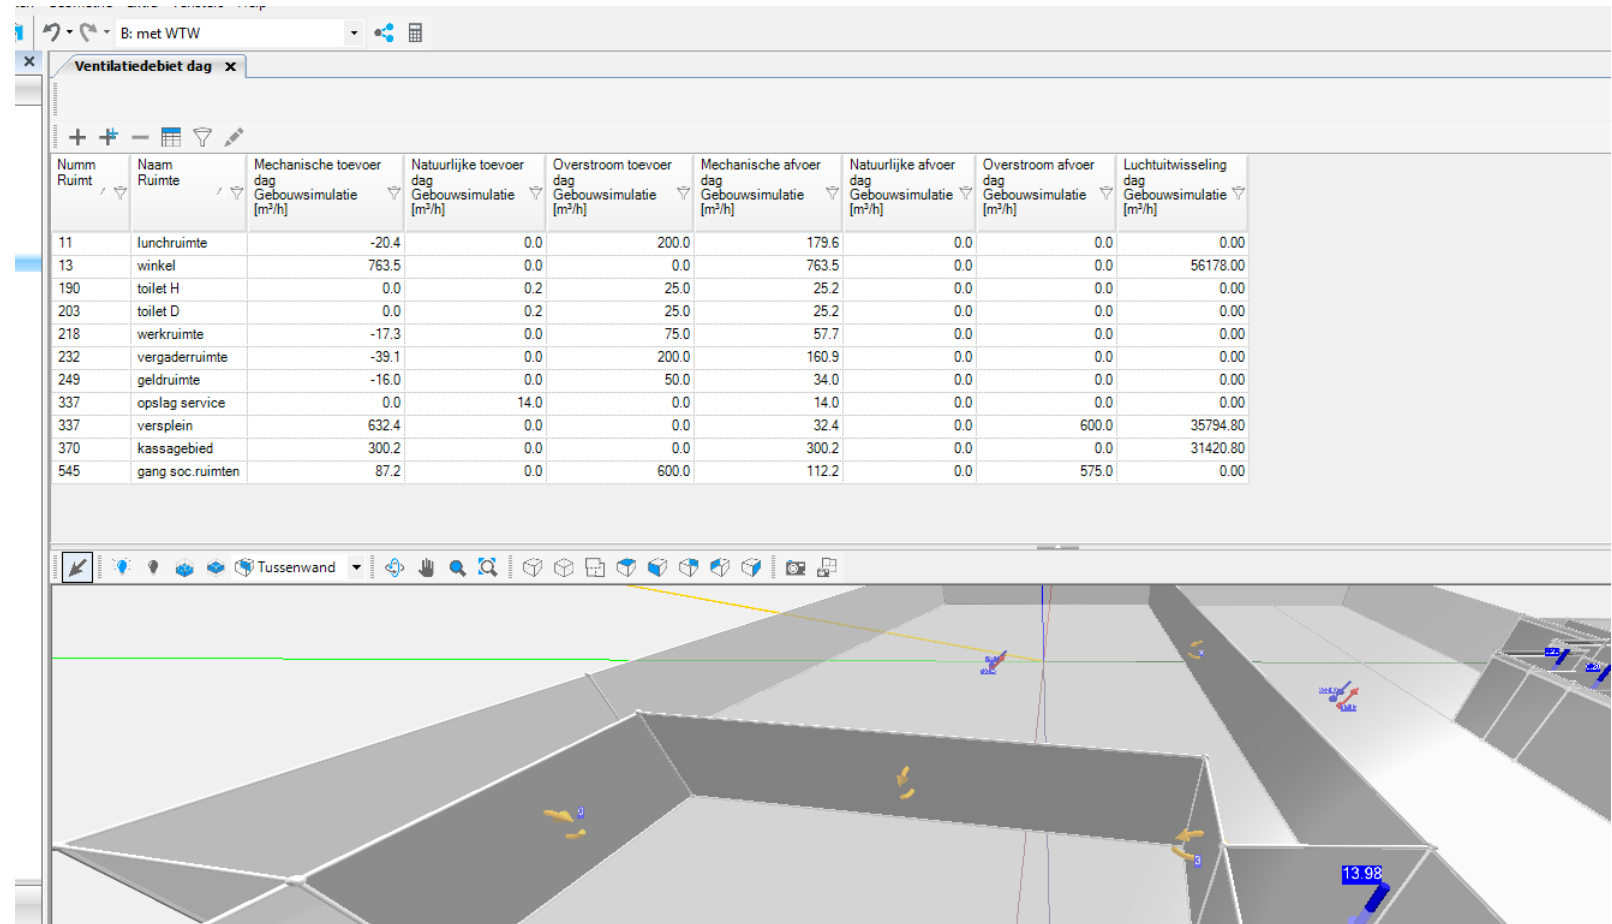 B: met WTW
Ventilatiedebiet dag x
Numm Ruimt
Naam Ruimte
Mechanische toevoer dag Gebouwsimulatie [m³/h]
Natuurlijke toevoer dag Gebouwsimulatie [m³/h]
Overstroom toevoer dag Gebouwsimulatie [m³/h]
Mechanische afvoer dag Gebouwsimulatie [m³/h]
Natuurlijke afvoer dag Gebouwsimulatie [m³/h]
Overstroom afvoer dag Gebouwsimulatie [m³/h]
Luchtuitwisseling dag Gebouwsimulatie [m³/h]
11 lunchruimte -20.4 0.0 200.0 179.6 0.0 0.0 0.00
13 winkel 763.5 0.0 0.0 763.5 0.0 0.0 56178.00
190 toilet H 0.0 0.2 25.0 25.2 0.0 0.0 0.00
203 toilet D 0.0 0.2 25.0 25.2 0.0 0.0 0.00
218 werkruimte -17.3 0.0 75.0 57.7 0.0 0.0 0.00
232 vergaderruimte -39.1 0.0 200.0 160.9 0.0 0.0 0.00
249 geldruimte -16.0 0.0 50.0 34.0 0.0 0.0 0.00
337 opslag service 0.0 14.0 0.0 14.0 0.0 0.0 0.00
337 versplein 632.4 0.0 0.0 32.4 0.0 600.0 35794.80
370 kassagebied 300.2 0.0 0.0 300.2 0.0 0.0 31420.80
545 gang soc.ruimten 87.2 0.0 600.0 112.2 0.0 575.0 0.00
Tussenwand
13.98